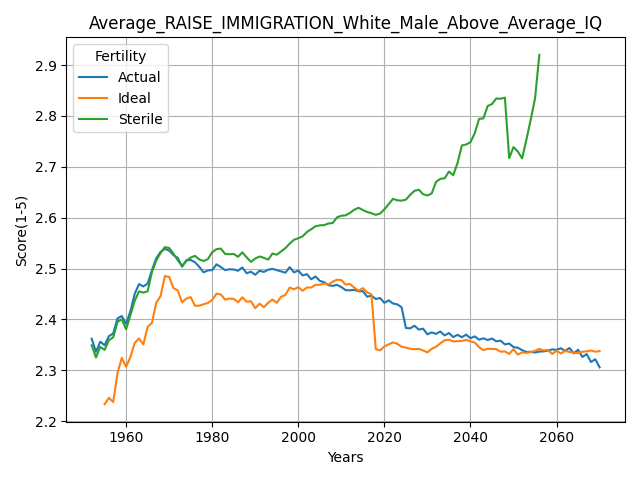 Average_RAISE_IMMIGRATION_White_Male_Above_Average_IQ
Fertility
Actual
Ideal
Sterile
Score(1-5)
2.9
2.8
2.7
2.6
2.5
2.4
2.3
2.2
1960 1980 2000 2020 2040 2060
Years